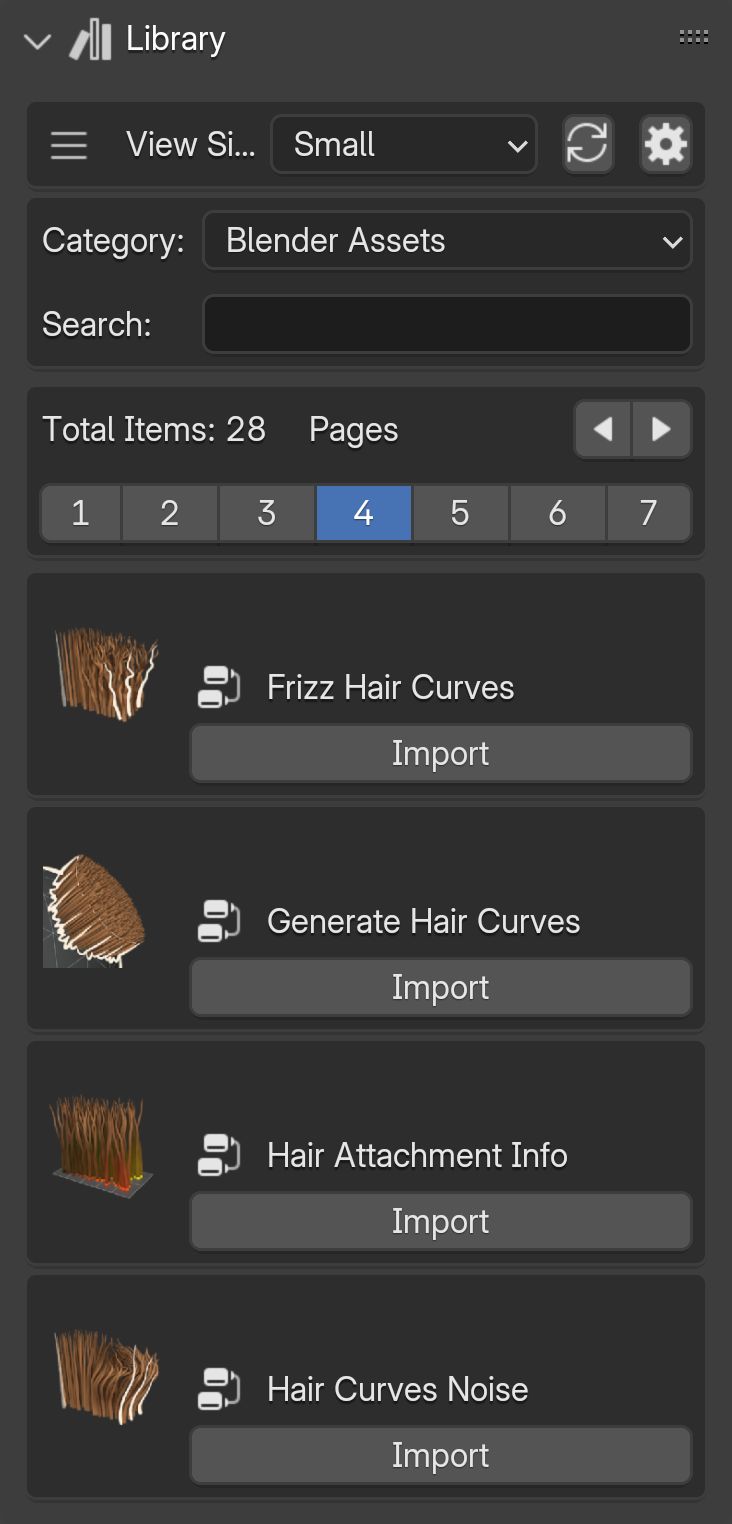 Library
View Si... Small
Category: Blender Assets
Search:
Total Items: 28 Pages
1 2 3 4 5 6 7
Frizz Hair Curves
Import
Generate Hair Curves
Import
Hair Attachment Info
Import
Hair Curves Noise
Import